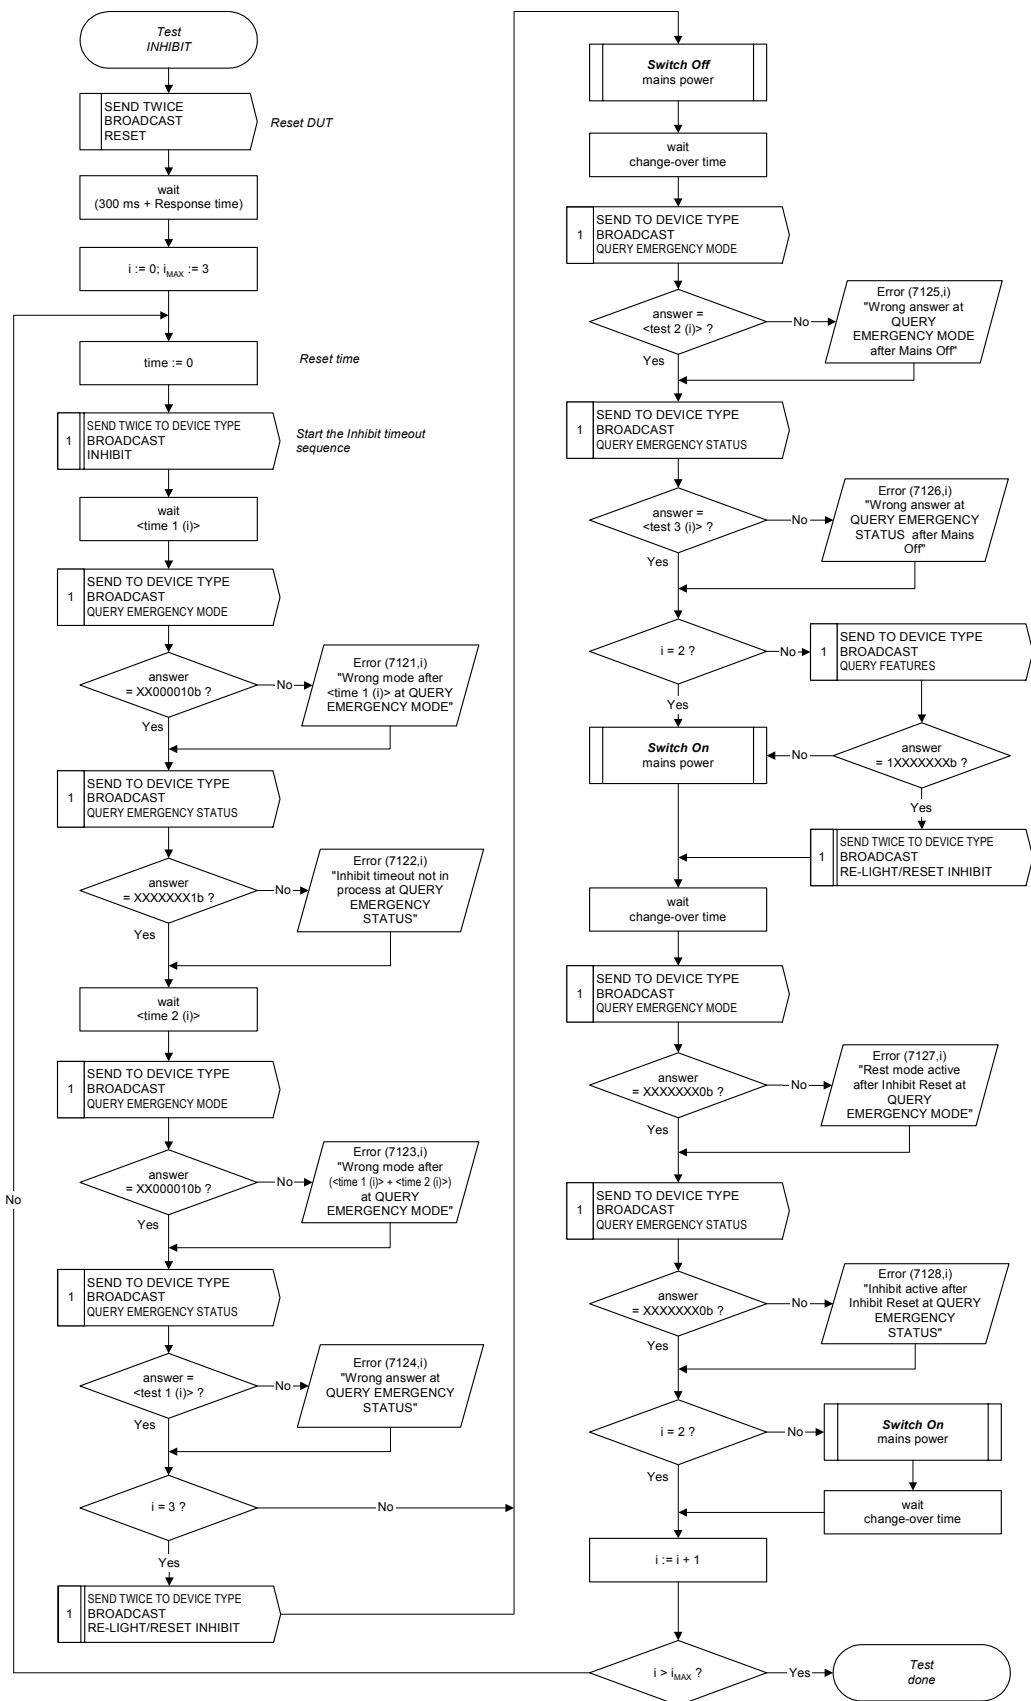 Test
INHIBIT
SEND TWICE
BROADCAST
RESET
Reset DUT
wait
(300 ms + Response time)
i := 0; iMAX := 3
time := 0
Reset time
1
SEND TWICE TO DEVICE TYPE
BROADCAST
INHIBIT
Start the Inhibit timeout
sequence
wait
<time 1 (i)>
1
SEND TO DEVICE TYPE
BROADCAST
QUERY EMERGENCY MODE
answer
= XX000010b ?
No
Error (7121,i)
"Wrong mode after
<time 1 (i)> at QUERY
EMERGENCY MODE"
Yes
1
SEND TO DEVICE TYPE
BROADCAST
QUERY EMERGENCY STATUS
answer
= XXXXXXX1b ?
No
Error (7122,i)
"Inhibit timeout not in
process at QUERY
EMERGENCY
STATUS"
Yes
wait
<time 2 (i)>
1
SEND TO DEVICE TYPE
BROADCAST
QUERY EMERGENCY MODE
answer
= XX000010b ?
No
Error (7123,i)
"Wrong mode after
(<time 1 (i)> + <time 2 (i)>)
at QUERY
EMERGENCY MODE"
Yes
No
1
SEND TO DEVICE TYPE
BROADCAST
QUERY EMERGENCY STATUS
answer =
<test 1 (i)> ?
No
Error (7124,i)
"Wrong answer at
QUERY EMERGENCY
STATUS"
Yes
i = 3 ?
No
Yes
1
SEND TWICE TO DEVICE TYPE
BROADCAST
RE-LIGHT/RESET INHIBIT
Switch Off
mains power
wait
change-over time
1
SEND TO DEVICE TYPE
BROADCAST
QUERY EMERGENCY MODE
answer =
<test 2 (i)> ?
No
Error (7125,i)
"Wrong answer at
QUERY
EMERGENCY MODE
after Mains Off"
Yes
1
SEND TO DEVICE TYPE
BROADCAST
QUERY EMERGENCY STATUS
answer =
<test 3 (i)> ?
No
Error (7126,i)
"Wrong answer at
QUERY EMERGENCY
STATUS after Mains
Off"
Yes
i = 2 ?
No
1
SEND TO DEVICE TYPE
BROADCAST
QUERY FEATURES
Yes
Switch On
mains power
No
answer
= 1XXXXXXXb ?
Yes
1
SEND TWICE TO DEVICE TYPE
BROADCAST
RE-LIGHT/RESET INHIBIT
wait
change-over time
1
SEND TO DEVICE TYPE
BROADCAST
QUERY EMERGENCY MODE
answer
= XXXXXXX0b ?
No
Error (7127,i)
"Rest mode active
after Inhibit Reset at
QUERY
EMERGENCY MODE"
Yes
1
SEND TO DEVICE TYPE
BROADCAST
QUERY EMERGENCY STATUS
answer
= XXXXXXX0b ?
No
Error (7128,i)
"Inhibit active after
Inhibit Reset at QUERY
EMERGENCY
STATUS"
Yes
i = 2 ?
No
Switch On
mains power
Yes
wait
change-over time
i := i + 1
i > iMAX ?
Yes
Test
done